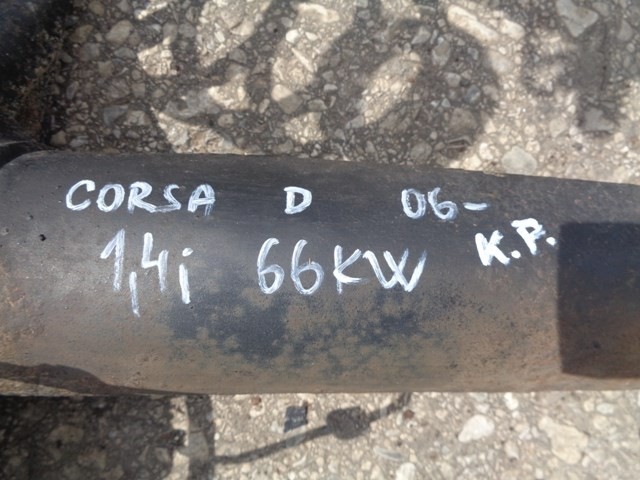 CORSA D 06-
1,4i 66KW K.P.